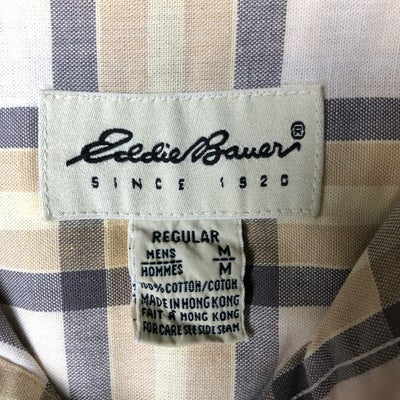 Eddie Bauer®
SINCE 1920
REGULAR
MENS M
HOMMES M
100% COTTON/COTON
MADE IN HONG KONG
FAIT À HONG KONG
FOR CARE SEE SIDE SEAM